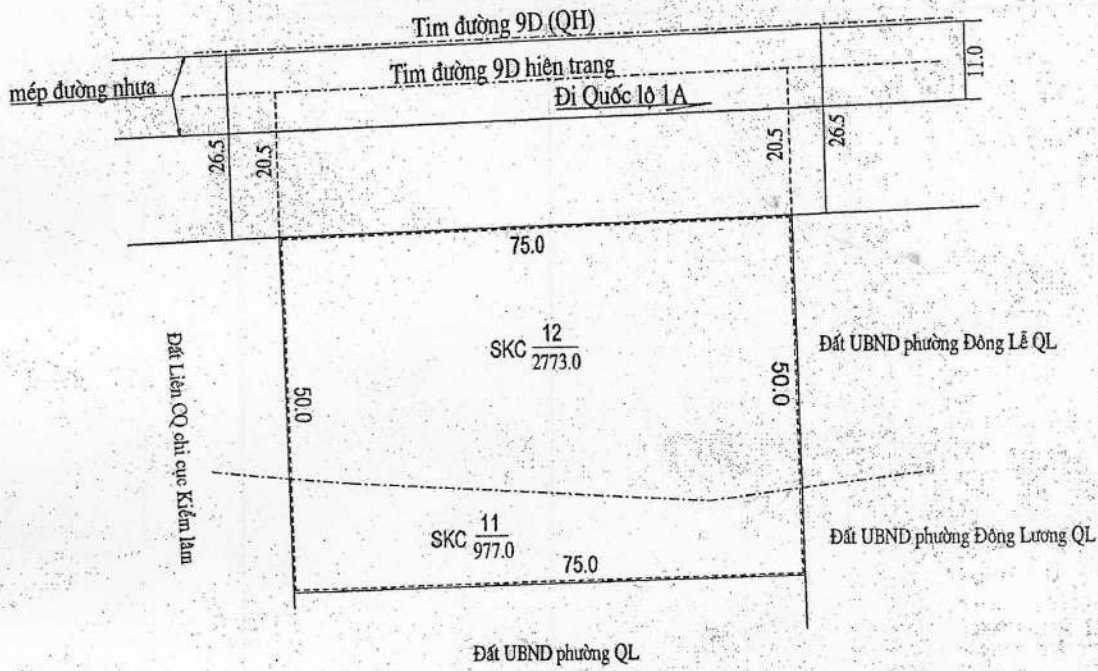 Tim đường 9D (QH)
mép đường nhựa
Tim đường 9D hiện trang
Đi Quốc lộ 1A
11.0
26.5
20.5
20.5
26.5
75.0
Đất Liên CQ chi cục Kiểm lâm
SKC 12
2773.0
Đất UBND phường Đông Lễ QL
50.0
50.0
SKC 11
977.0
75.0
Đất UBND phường Đông Lương QL
Đất UBND phường QL